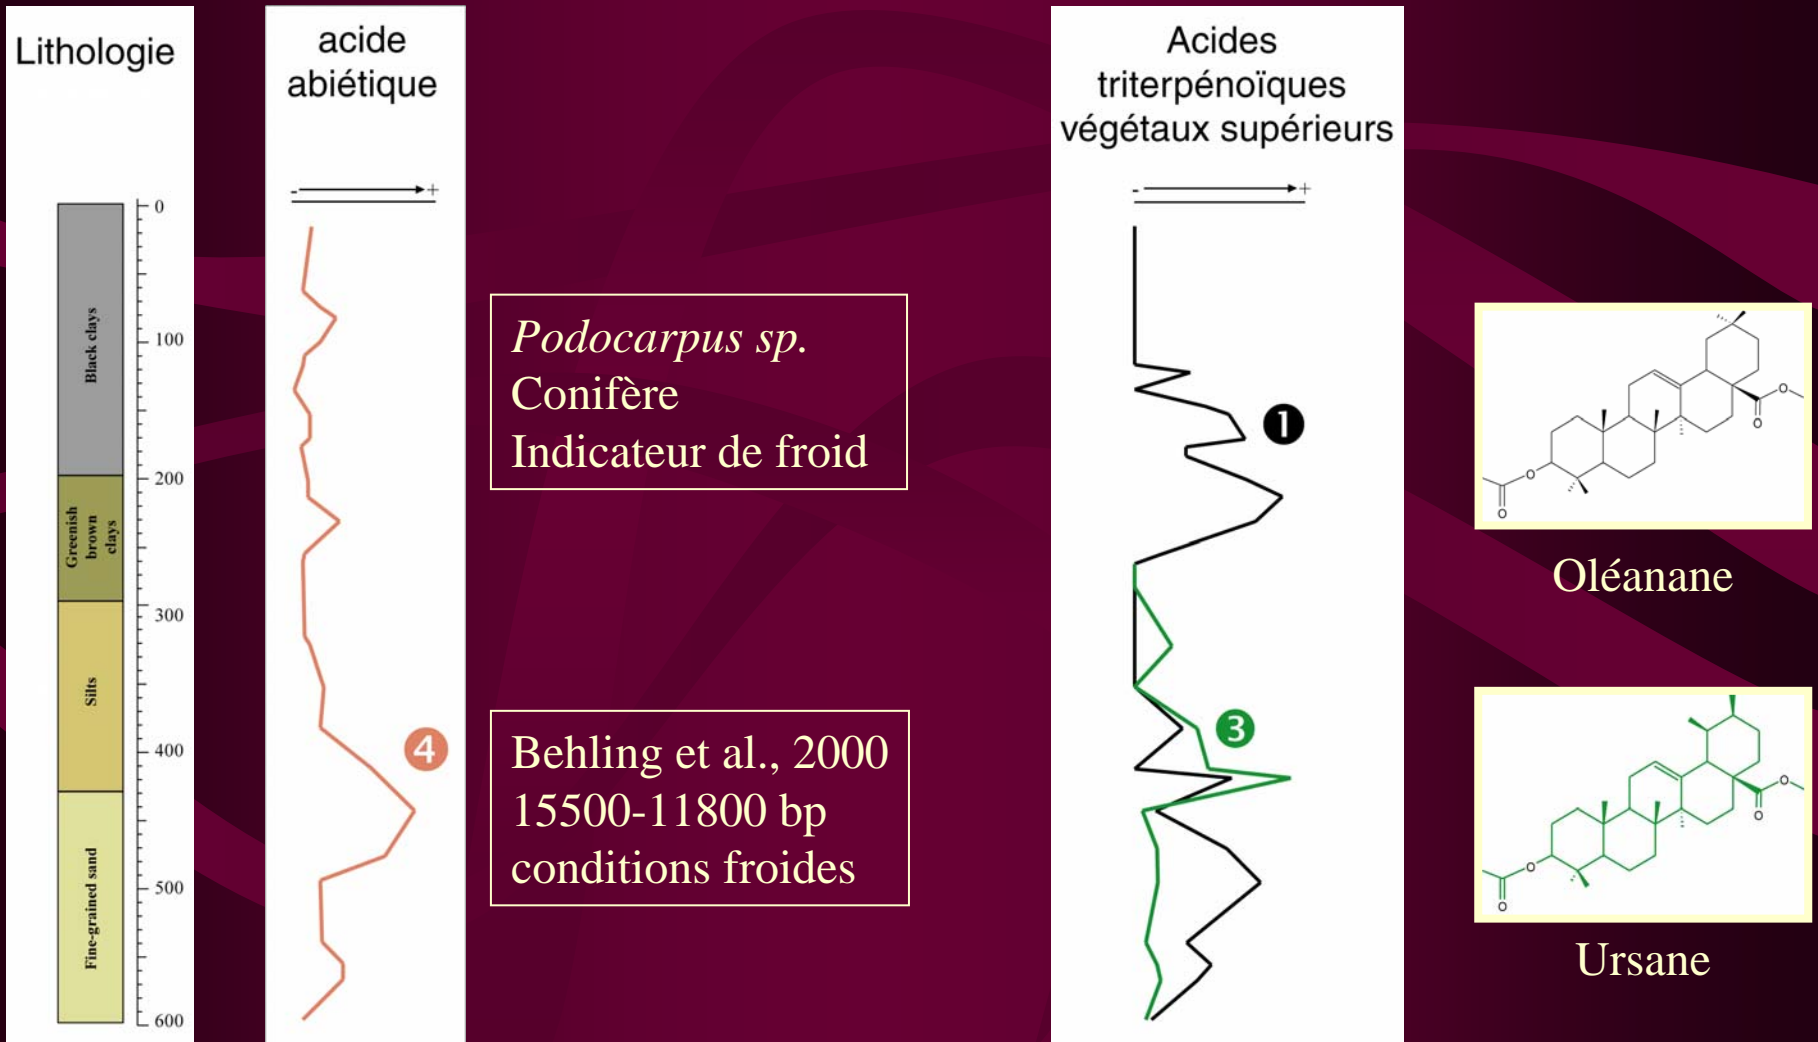 Lithologie
0
100
200
300
400
500
600
Black clays
Greenish
brown
clays
Silts
Fine-grained sand
acide
abiétique
- +
4
Podocarpus sp.
Conifère
Indicateur de froid
Behling et al., 2000
15500-11800 bp
conditions froides
Acides
triterpénoïques
végétaux supérieurs
- +
1
3
O
O
O
O
Oléanane
O
O
O
O
Ursane